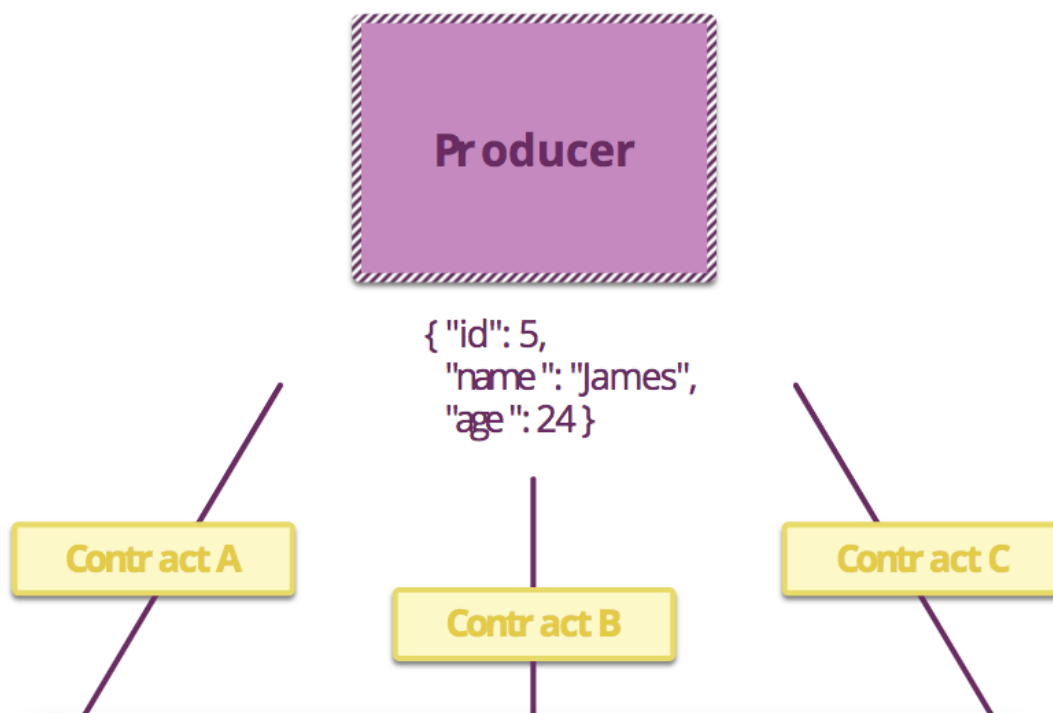 Producer
{ "id": 5,
"name": "James",
"age": 24 }
Contract A
Contract C
Contract B